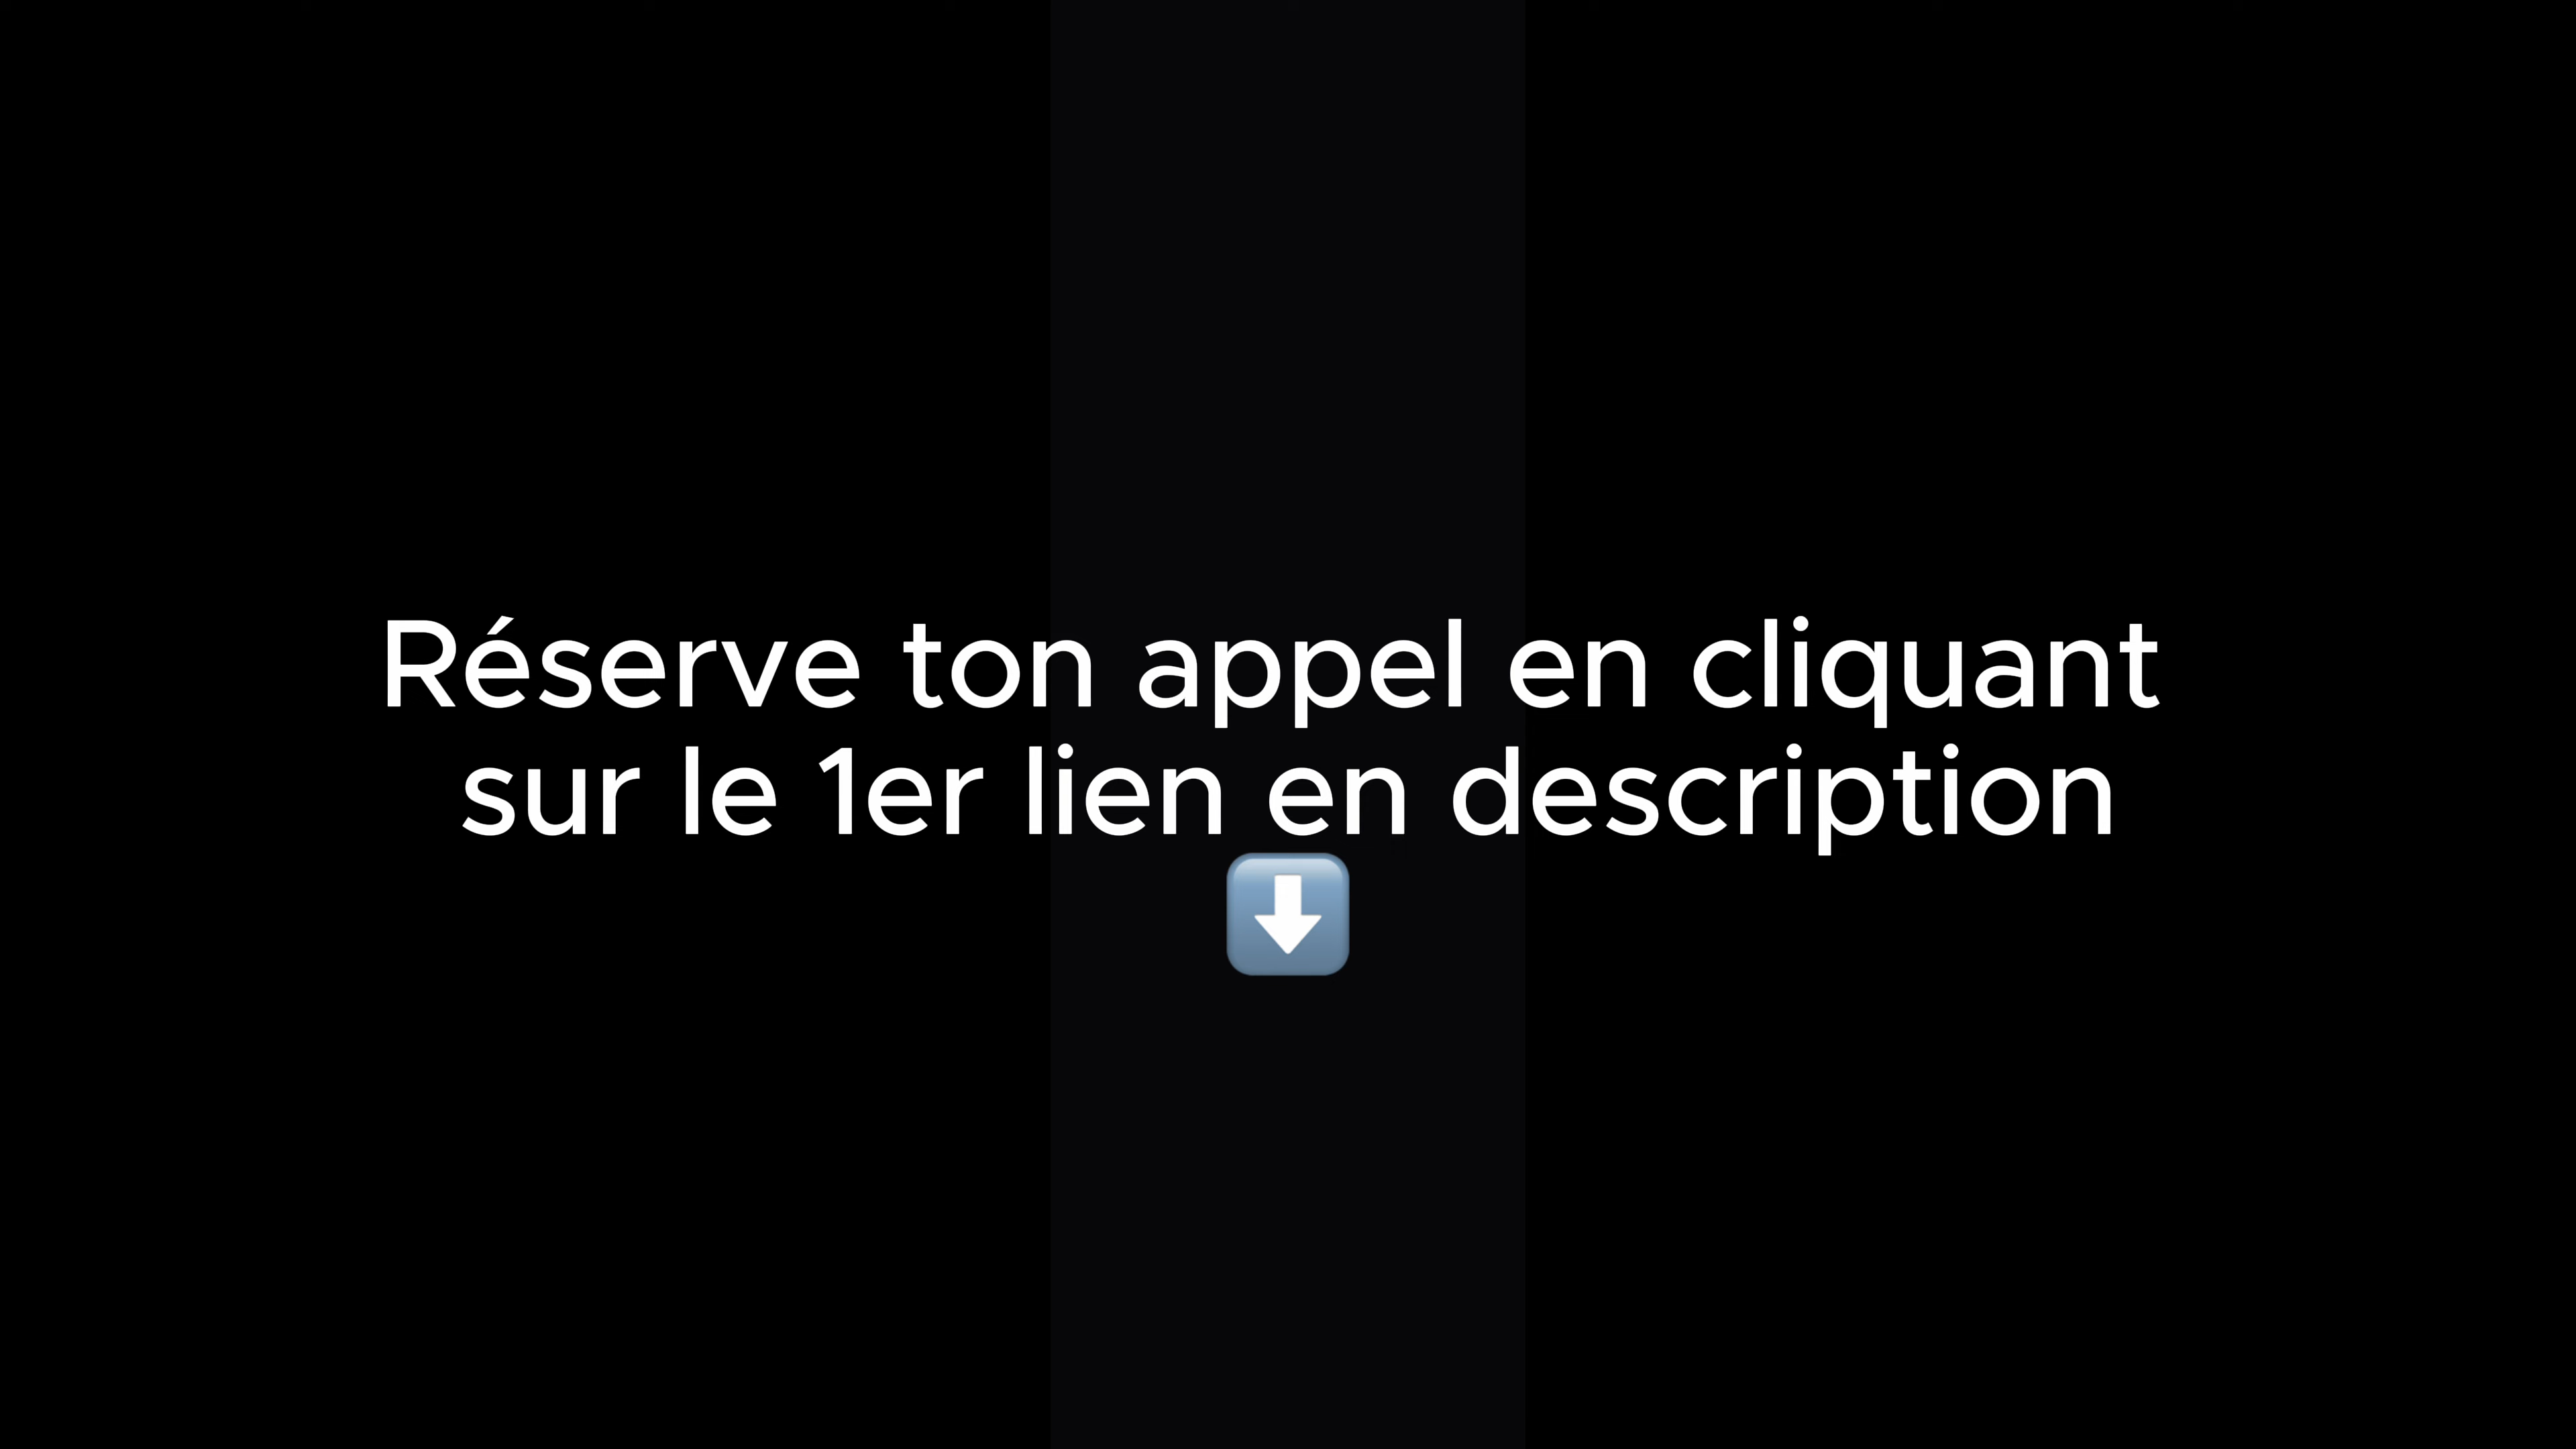 Réserve ton appel en cliquant
sur le 1er lien en description
⬇️